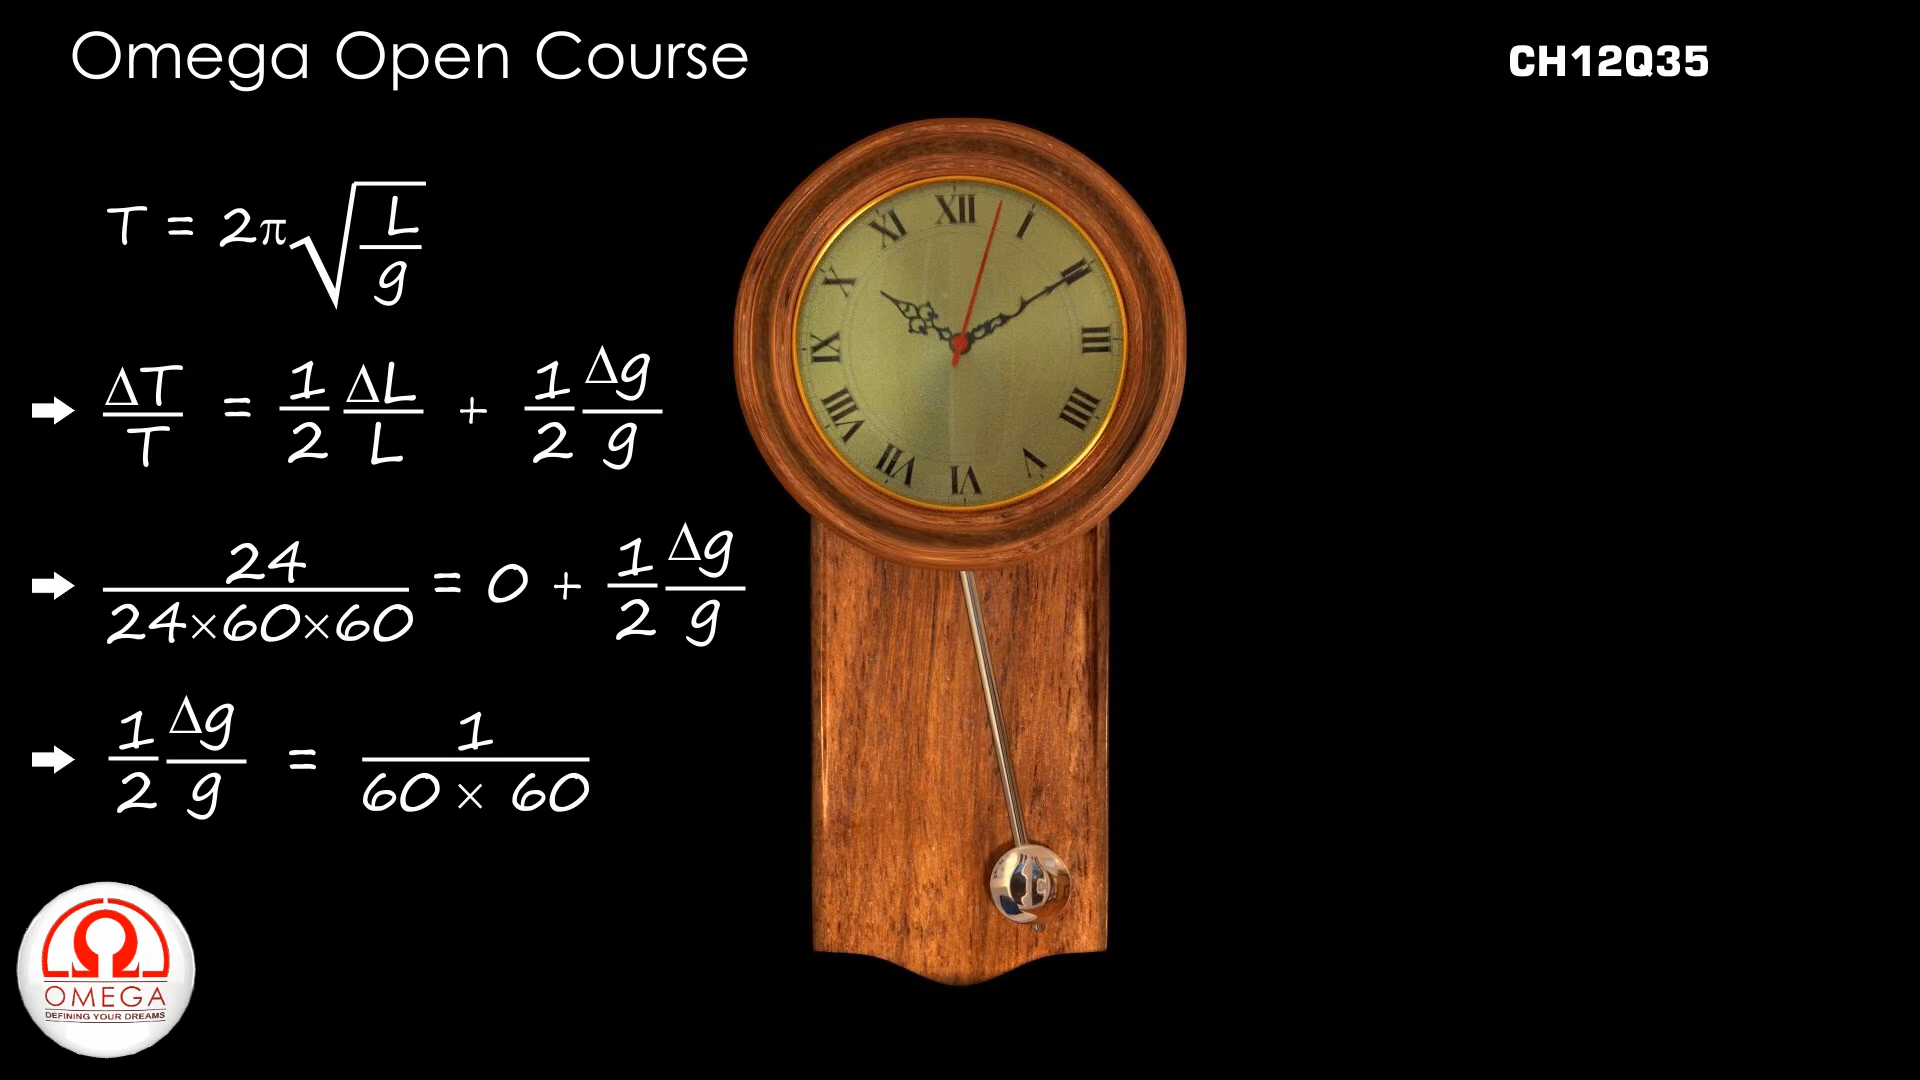 Omega Open Course
CH12Q35
T = 2π√(L/g)
➡ ΔT/T = 1/2 ΔL/L + 1/2 Δg/g
➡ 24/(24×60×60) = 0 + 1/2 Δg/g
➡ 1/2 Δg/g = 1/(60 × 60)
XII
I
II
III
IIII
V
VI
VII
VIII
IX
X
XI
OMEGA
DEFINING YOUR DREAMS